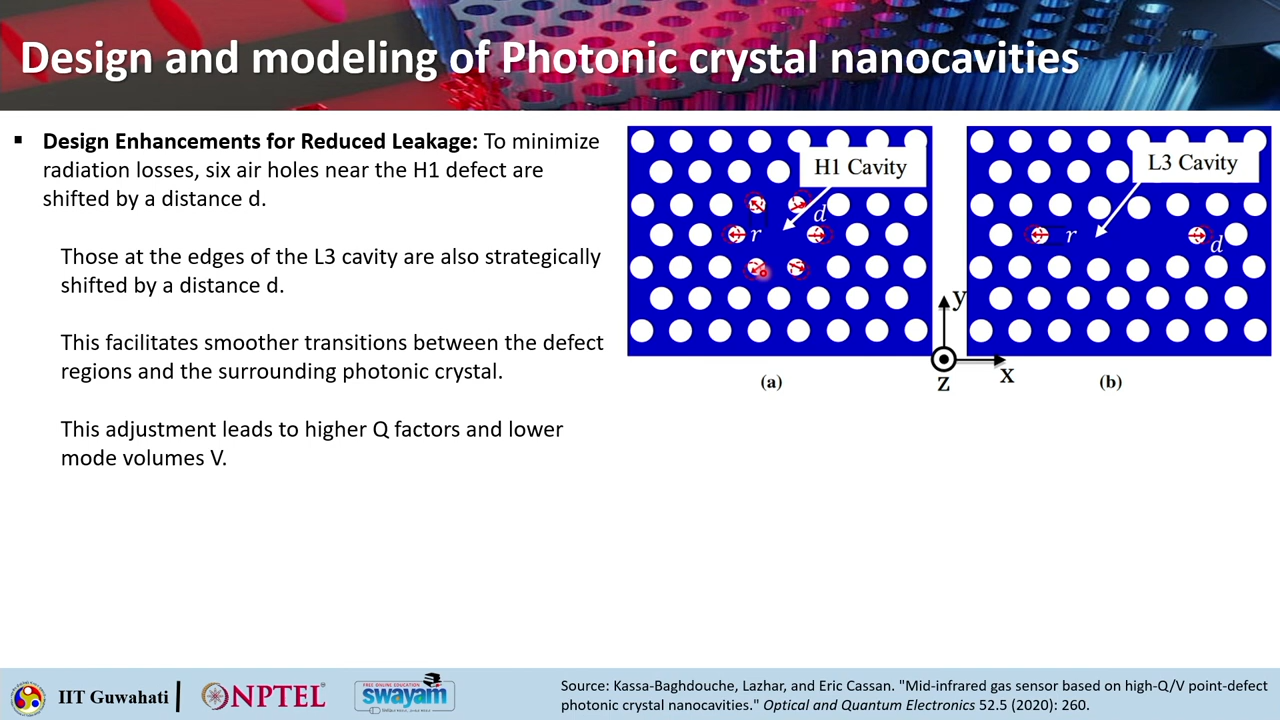 Design and modeling of Photonic crystal nanocavities
▪ Design Enhancements for Reduced Leakage: To minimize
radiation losses, six air holes near the H1 defect are
shifted by a distance d.
Those at the edges of the L3 cavity are also strategically
shifted by a distance d.
This facilitates smoother transitions between the defect
regions and the surrounding photonic crystal.
This adjustment leads to higher Q factors and lower
mode volumes V.
H1 Cavity
d
r
(a)
L3 Cavity
r
d
(b)
y
z
x
IIT Guwahati
NPTEL
FREE ONLINE EDUCATION
swayam
Source: Kassa-Baghdouche, Lazhar, and Eric Cassan. "Mid-infrared gas sensor based on high-Q/V point-defect
photonic crystal nanocavities." Optical and Quantum Electronics 52.5 (2020): 260.